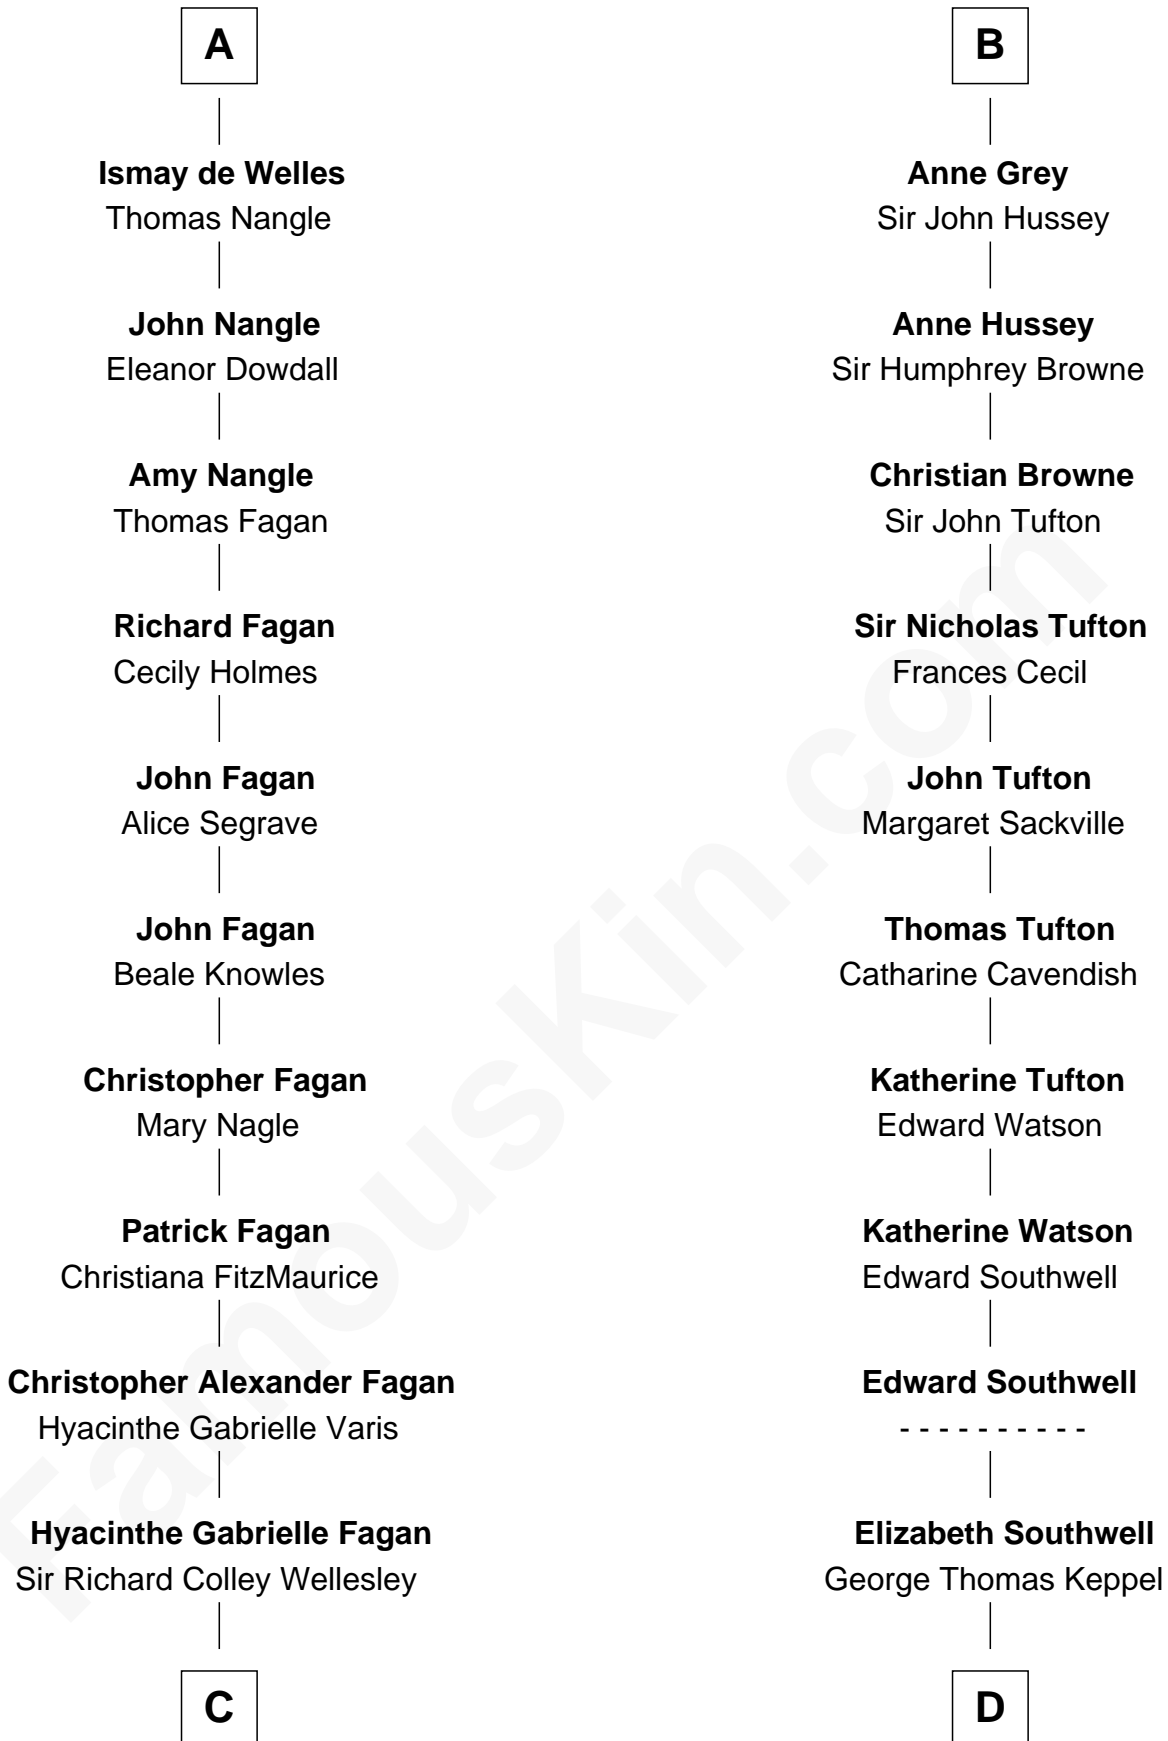 A
Ismay de Welles
Thomas Nangle
John Nangle
Eleanor Dowdall
Amy Nangle
Thomas Fagan
Richard Fagan
Cecily Holmes
John Fagan
Alice Segrave
John Fagan
Beale Knowles
Christopher Fagan
Mary Nagle
Patrick Fagan
Christiana FitzMaurice
Christopher Alexander Fagan
Hyacinthe Gabrielle Varis
Hyacinthe Gabrielle Fagan
Sir Richard Colley Wellesley
C
B
Anne Grey
Sir John Hussey
Anne Hussey
Sir Humphrey Browne
Christian Browne
Sir John Tufton
Sir Nicholas Tufton
Frances Cecil
John Tufton
Margaret Sackville
Thomas Tufton
Catharine Cavendish
Katherine Tufton
Edward Watson
Katherine Watson
Edward Southwell
Edward Southwell
- - - - - - - - - -
Elizabeth Southwell
George Thomas Keppel
D
FamousKin.com